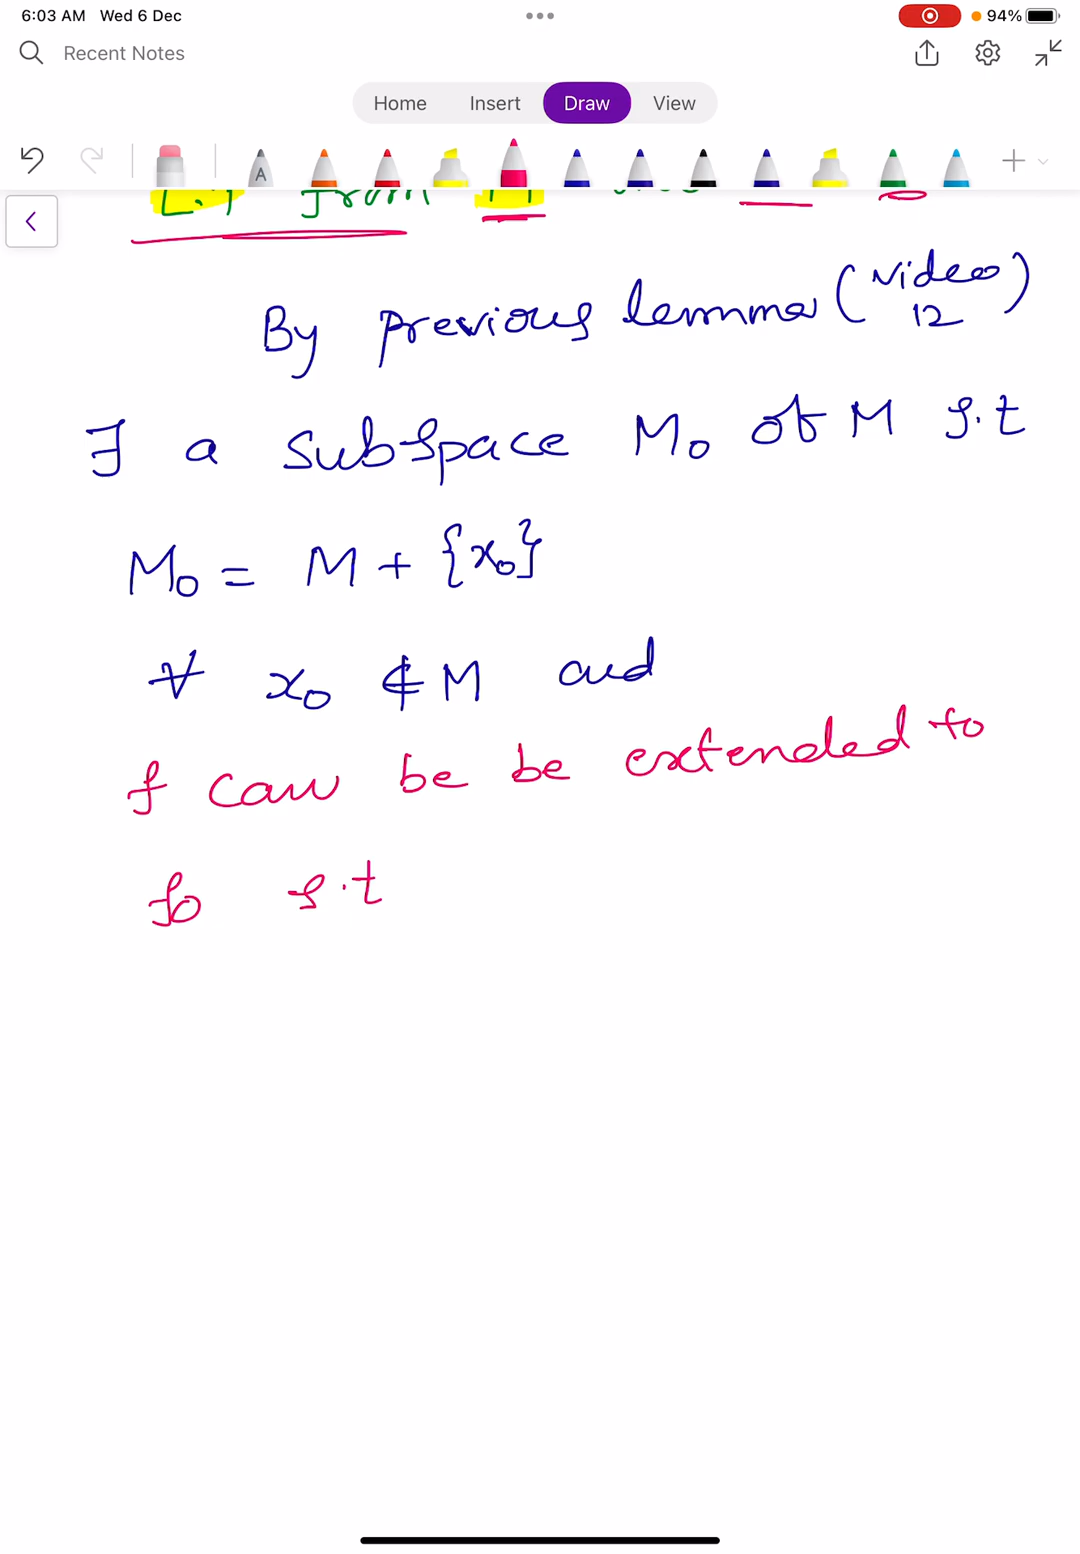 6:03 AM Wed 6 Dec 94%
Recent Notes
Home Insert Draw View
A
from
By previous lemma (video 12)
∃ a subspace M₀ of M s.t
M₀ = M + {x₀}
∀ x₀ ∉ M and
f can be be extended to
f₀ s.t